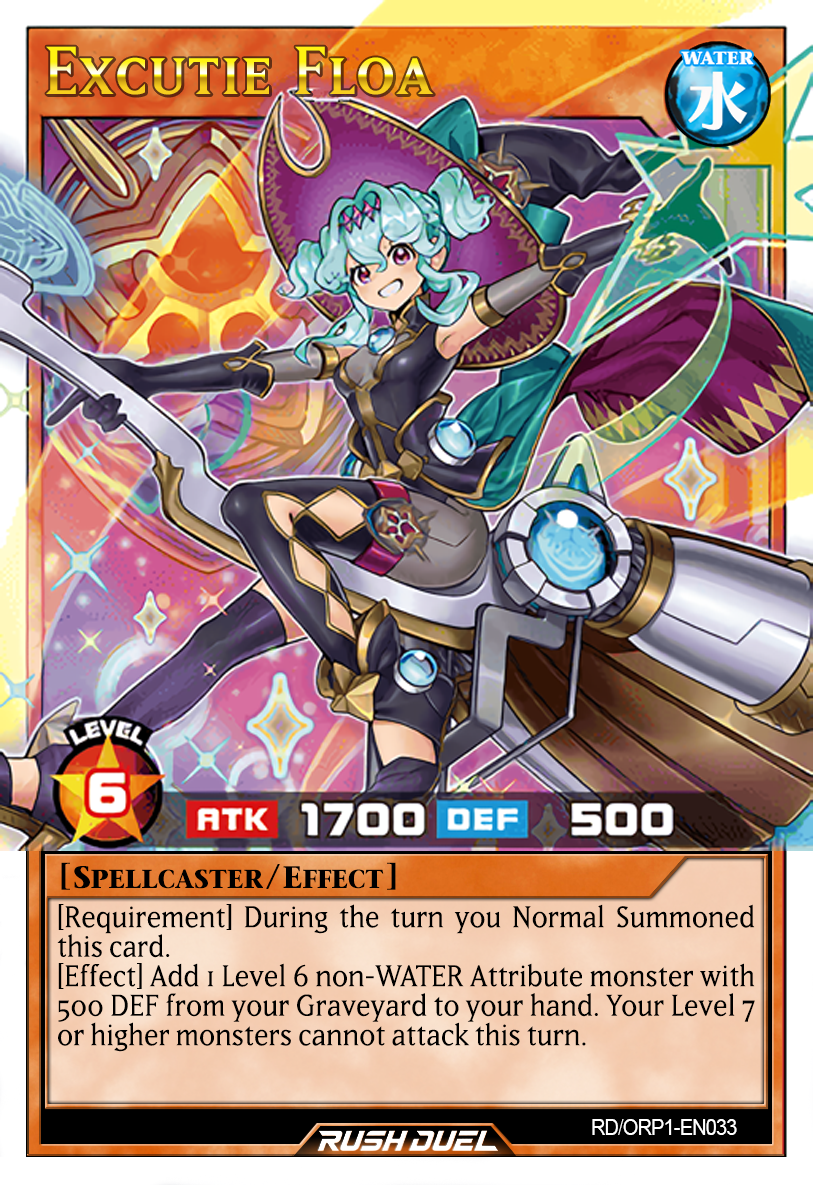 EXCUTIE FLOA
WATER
水
LEVEL
6
ATK 1700 DEF 500
[SPELLCASTER/EFFECT]
[Requirement] During the turn you Normal Summoned
this card.
[Effect] Add 1 Level 6 non-WATER Attribute monster with
500 DEF from your Graveyard to your hand. Your Level 7
or higher monsters cannot attack this turn.
RD/ORP1-EN033
RUSH DUEL